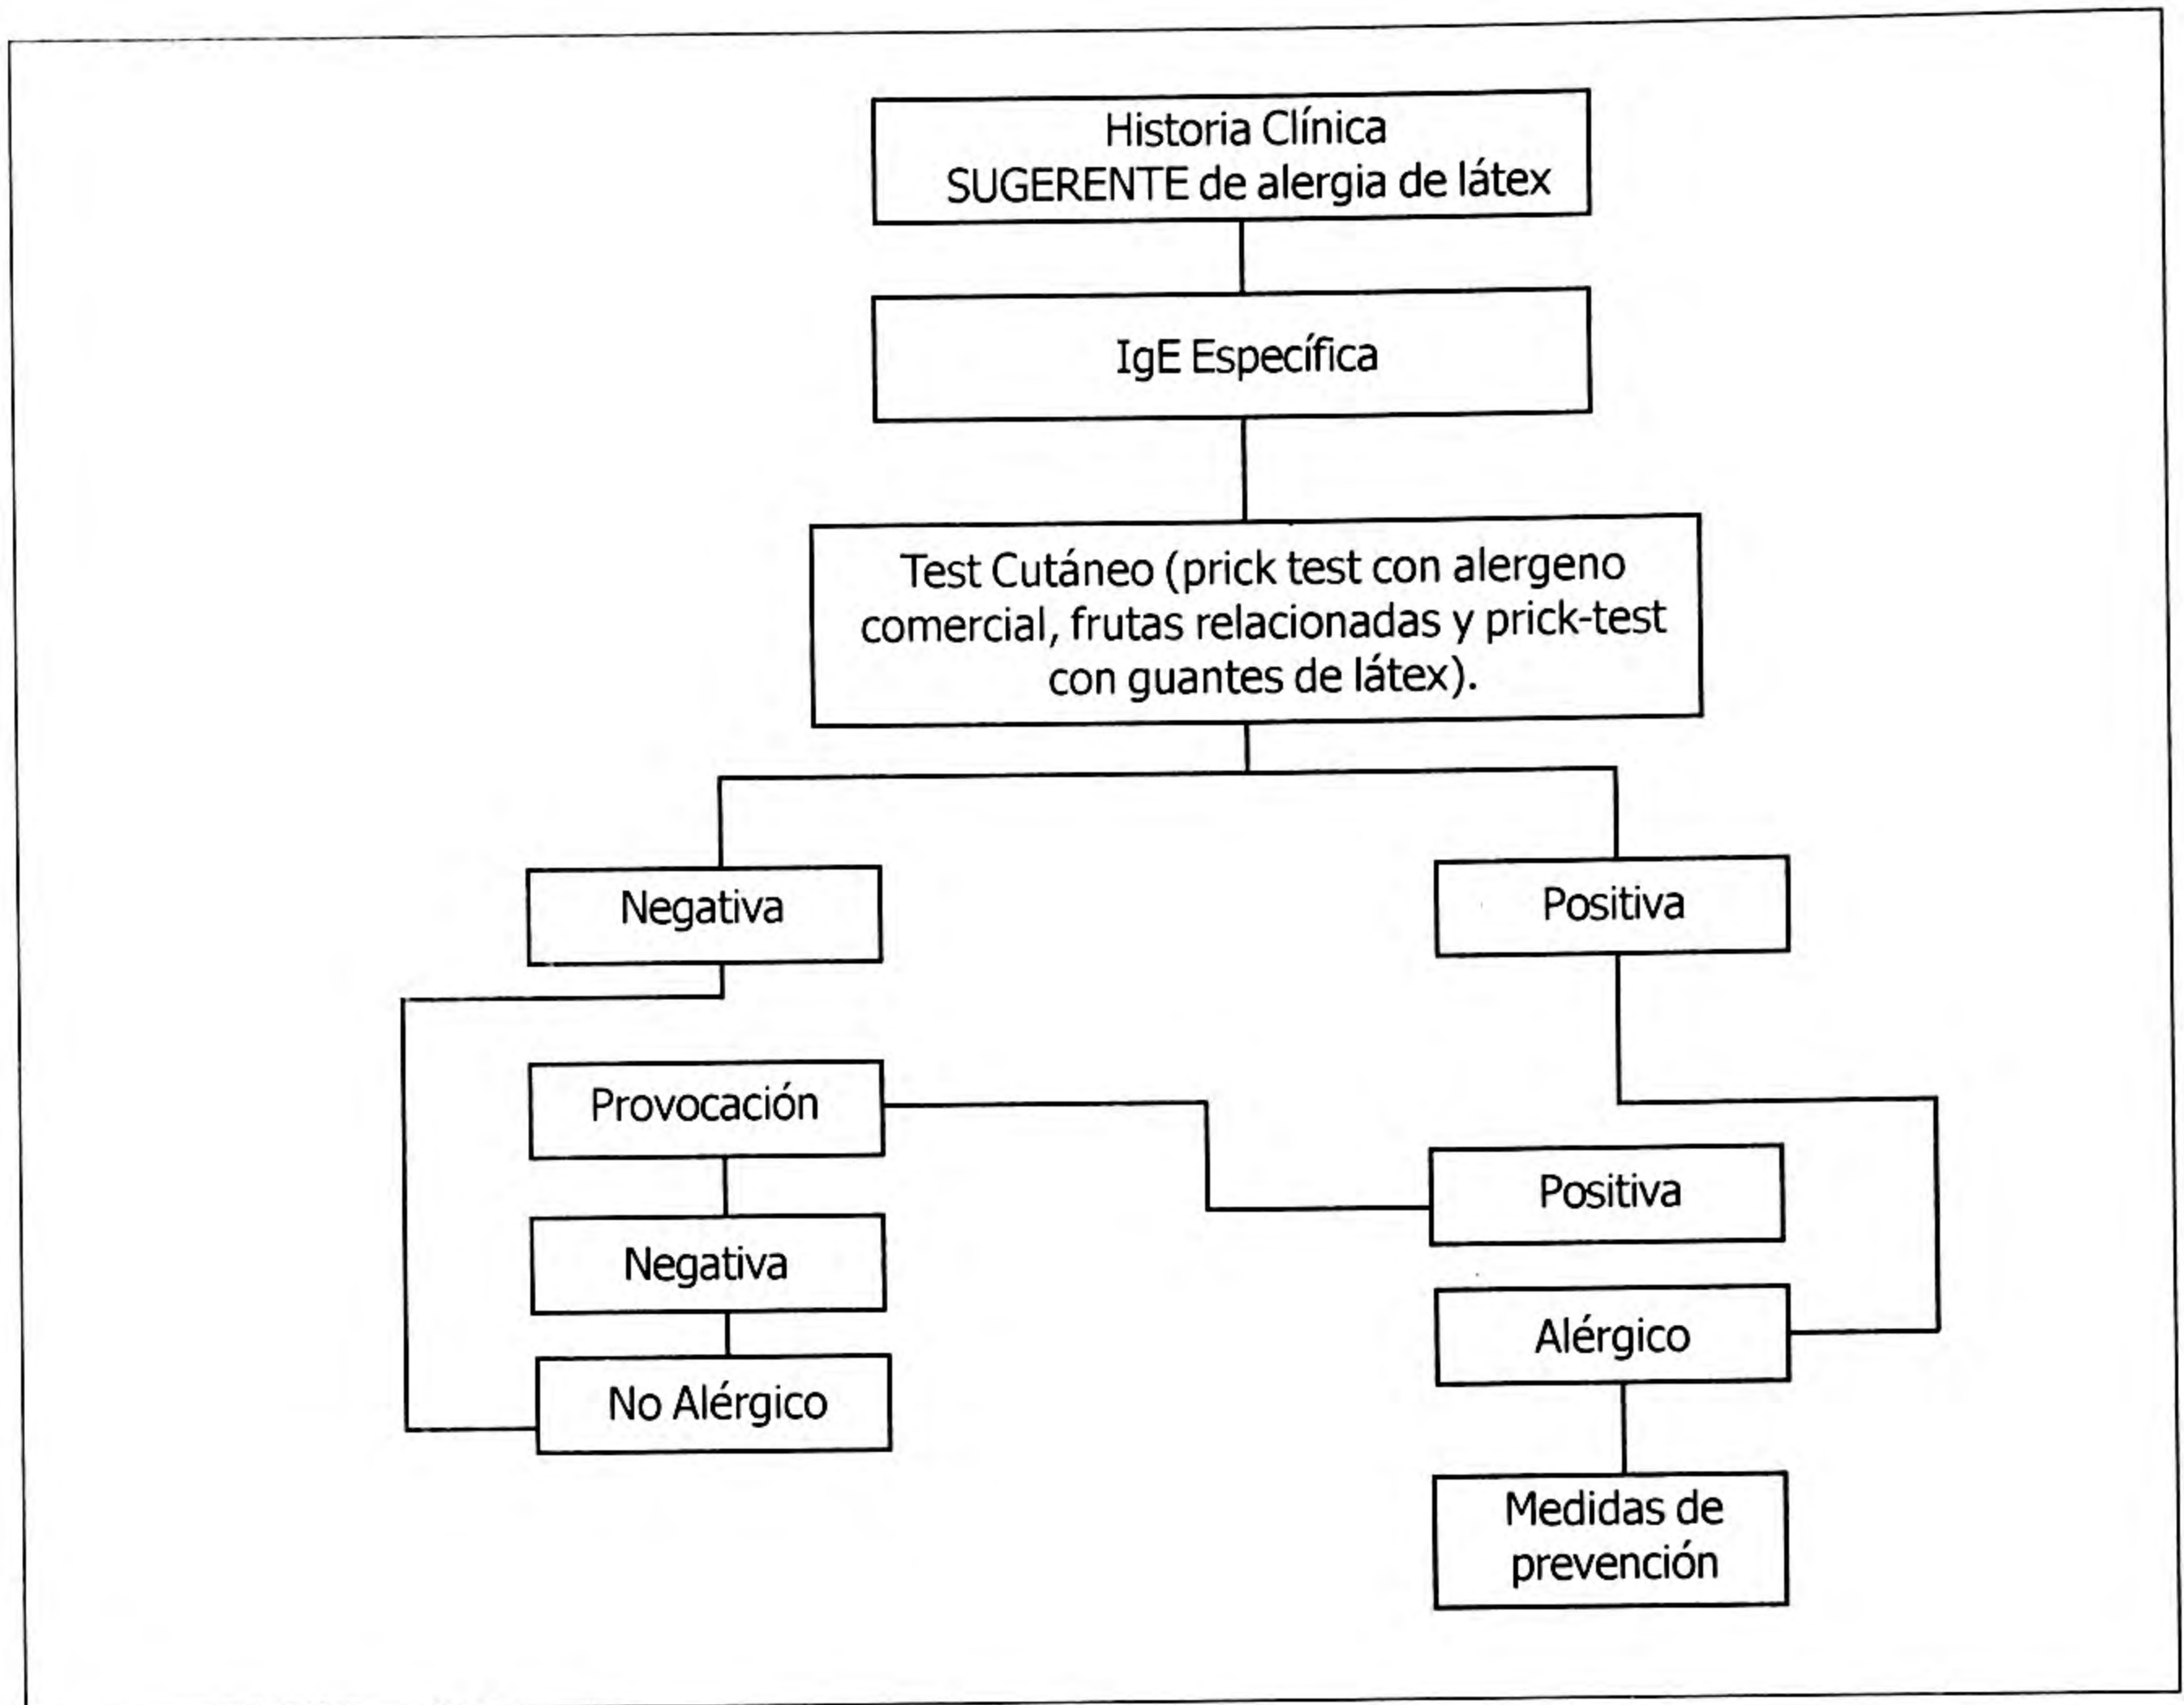 Historia Clínica
SUGERENTE de alergia de látex
IgE Específica
Test Cutáneo (prick test con alergeno
comercial, frutas relacionadas y prick-test
con guantes de látex).
Negativa
Positiva
Provocación
Positiva
Negativa
Alérgico
No Alérgico
Medidas de
prevención